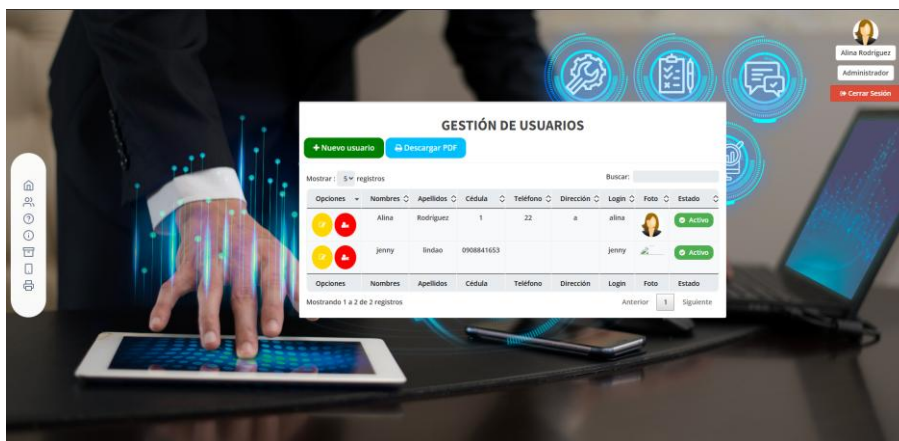 Alina Rodríguez
Administrador
Cerrar Sesión
GESTIÓN DE USUARIOS
Nuevo usuario Descargar PDF
Mostrar : 5 registros Buscar:
Opciones Nombres Apellidos Cédula Teléfono Dirección Login Foto Estado
Alina Rodríguez 1 22 a alina Activo
jenny lindao 0908841653 jenny Activo
Opciones Nombres Apellidos Cédula Teléfono Dirección Login Foto Estado
Mostrando 1 a 2 de 2 registros Anterior 1 Siguiente